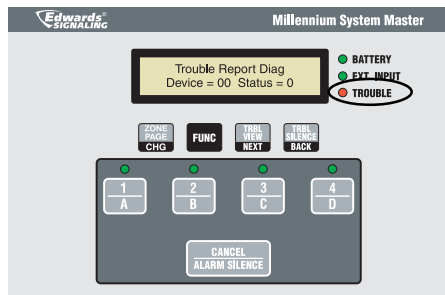 Edwards®
SIGNALING
Millennium System Master
Trouble Report Diag
Device = 00 Status = 0
BATTERY
EXT. INPUT
TROUBLE
ZONE
PAGE
CHG
FUNC
TRBL
VIEW
NEXT
TRBL
SILENCE
BACK
1
A
2
B
3
C
4
D
CANCEL
ALARM SILENCE